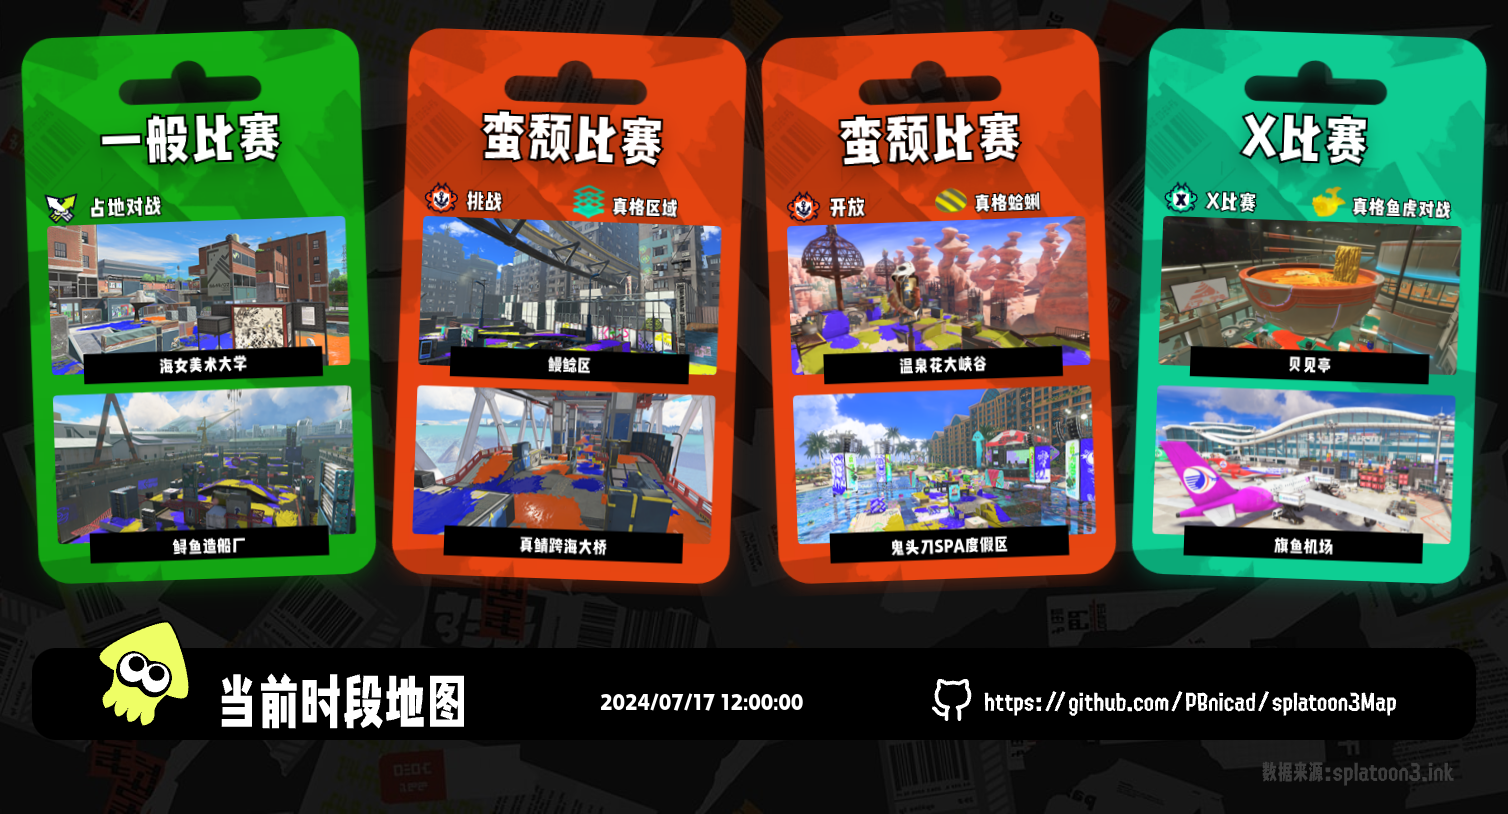 一般比赛
占地对战
海女美术大学
鲟鱼造船厂
蛮颓比赛
挑战
真格区域
鳗鲶区
真鲭跨海大桥
蛮颓比赛
开放
真格蛤蜊
温泉花大峡谷
鬼头刀SPA度假区
X比赛
X比赛
真格鱼虎对战
贝见亭
旗鱼机场
当前时段地图
2024/07/17 12:00:00
https://github.com/PBnicad/splatoon3Map
数据来源:splatoon3.ink